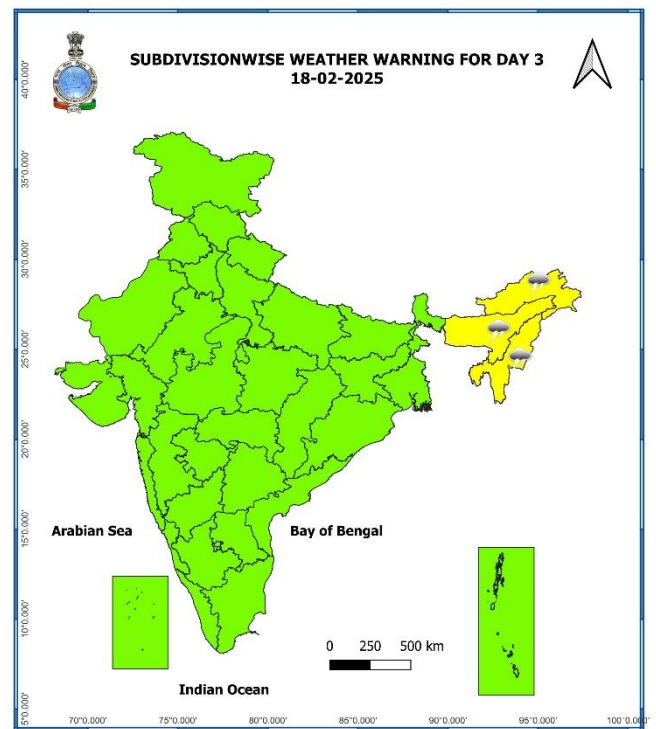 SUBDIVISIONWISE WEATHER WARNING FOR DAY 3
18-02-2025
40°0.000'
35°0.000'
30°0.000'
25°0.000'
20°0.000'
15°0.000'
10°0.000'
5°0.000'
Arabian Sea
Bay of Bengal
0 250 500 km
Indian Ocean
70°0.000' 75°0.000' 80°0.000' 85°0.000' 90°0.000' 95°0.000' 100°0.000'